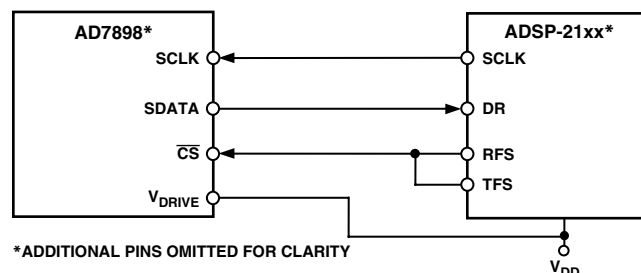 AD7898*
ADSP-21xx*
SCLK
SCLK
SDATA
DR
CS
RFS
TFS
VDRIVE
*ADDITIONAL PINS OMITTED FOR CLARITY
VDD